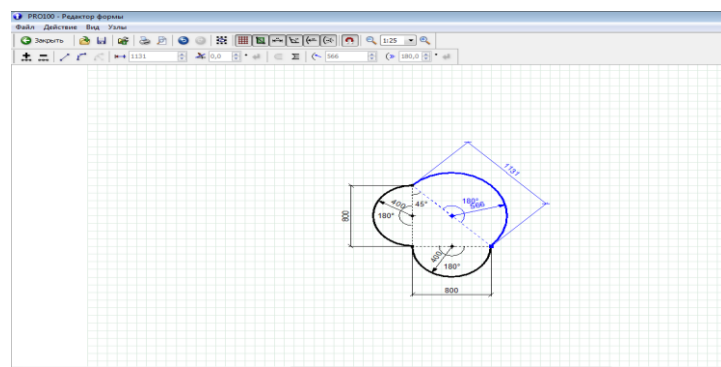 PRO100 - Редактор формы
Файл Действие Вид Узлы
Закрыть 1:25
1131 0,0 ° 566 180,0 °
1131
400 45° 180° 566
800 180°
400 180°
800